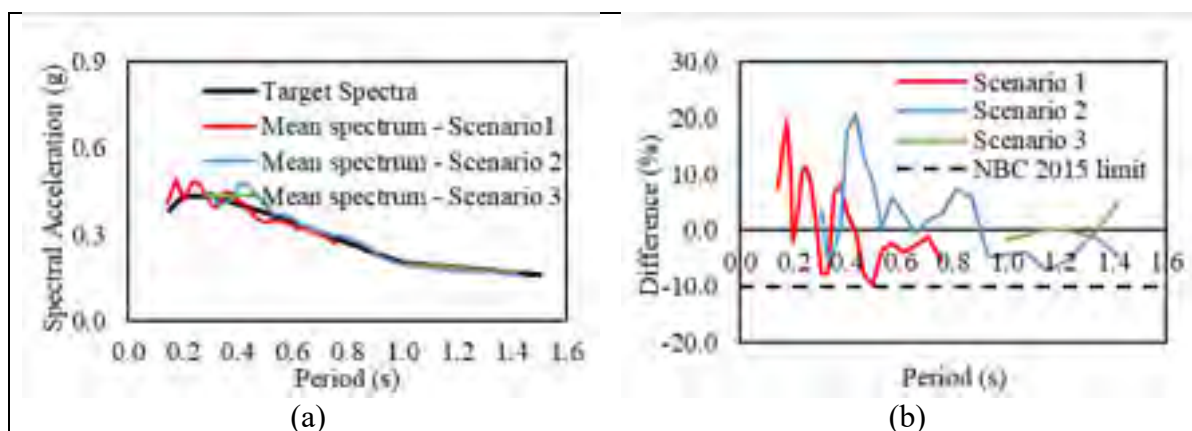 0.9
0.6
0.3
0.0
Spectral Acceleration (g)
Target Spectra
Mean spectrum - Scenario1
Mean spectrum - Scenario 2
Mean spectrum - Scenario 3
0.0 0.2 0.4 0.6 0.8 1.0 1.2 1.4 1.6
Period (s)
(a)
30.0
20.0
10.0
0.0
-10.0
-20.0
Difference (%)
Scenario 1
Scenario 2
Scenario 3
NBC 2015 limit
0.0 0.2 0.4 0.6 0.8 1.0 1.2 1.4 1.6
Period (s)
(b)